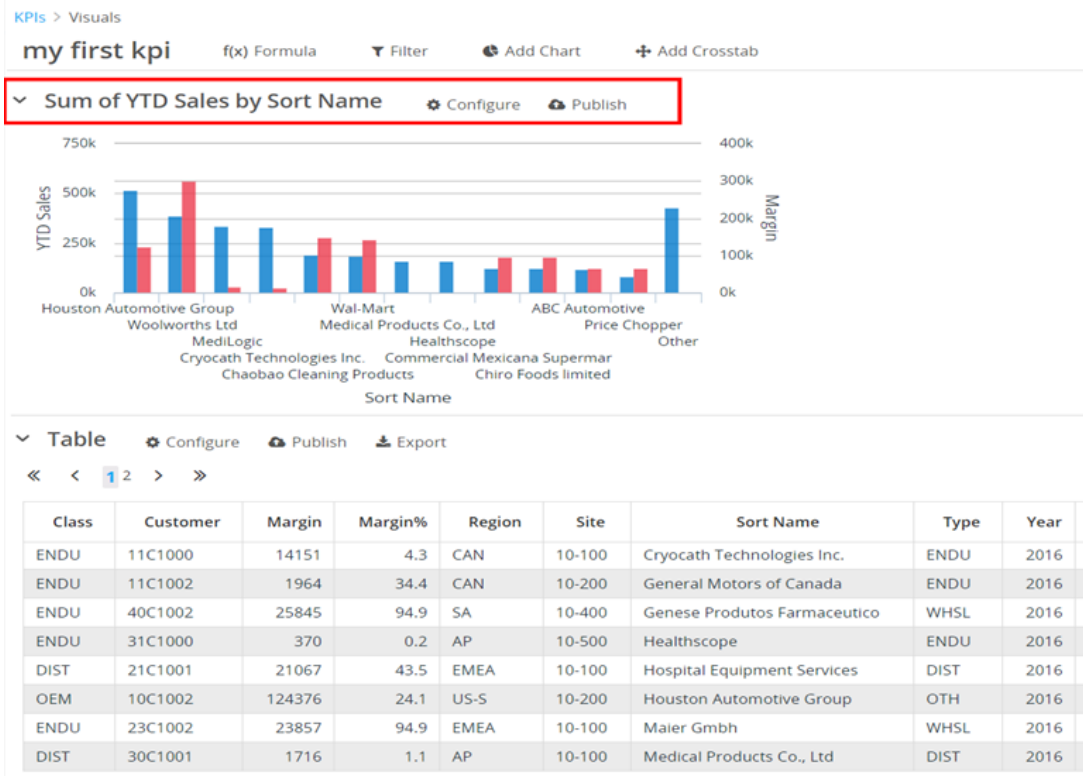 KPIs > Visuals
my first kpi f(x) Formula Filter Add Chart Add Crosstab
Sum of YTD Sales by Sort Name Configure Publish
750k 400k
300k
500k
YTD Sales
Margin
200k
250k
100k
0k 0k
Houston Automotive Group Wal-Mart ABC Automotive
Woolworths Ltd Medical Products Co., Ltd Price Chopper
MediLogic Healthscope Other
Cryocath Technologies Inc. Commercial Mexicana Supermar
Chaobao Cleaning Products Chiro Foods limited
Sort Name
Table Configure Publish Export
« < 1 2 > »
Class Customer Margin Margin% Region Site Sort Name Type Year
ENDU 11C1000 14151 4.3 CAN 10-100 Cryocath Technologies Inc. ENDU 2016
ENDU 11C1002 1964 34.4 CAN 10-200 General Motors of Canada ENDU 2016
ENDU 40C1002 25845 94.9 SA 10-400 Genese Produtos Farmaceutico WHSL 2016
ENDU 31C1000 370 0.2 AP 10-500 Healthscope ENDU 2016
DIST 21C1001 21067 43.5 EMEA 10-100 Hospital Equipment Services DIST 2016
OEM 10C1002 124376 24.1 US-S 10-200 Houston Automotive Group OTH 2016
ENDU 23C1002 23857 94.9 EMEA 10-100 Maier Gmbh WHSL 2016
DIST 30C1001 1716 1.1 AP 10-100 Medical Products Co., Ltd DIST 2016